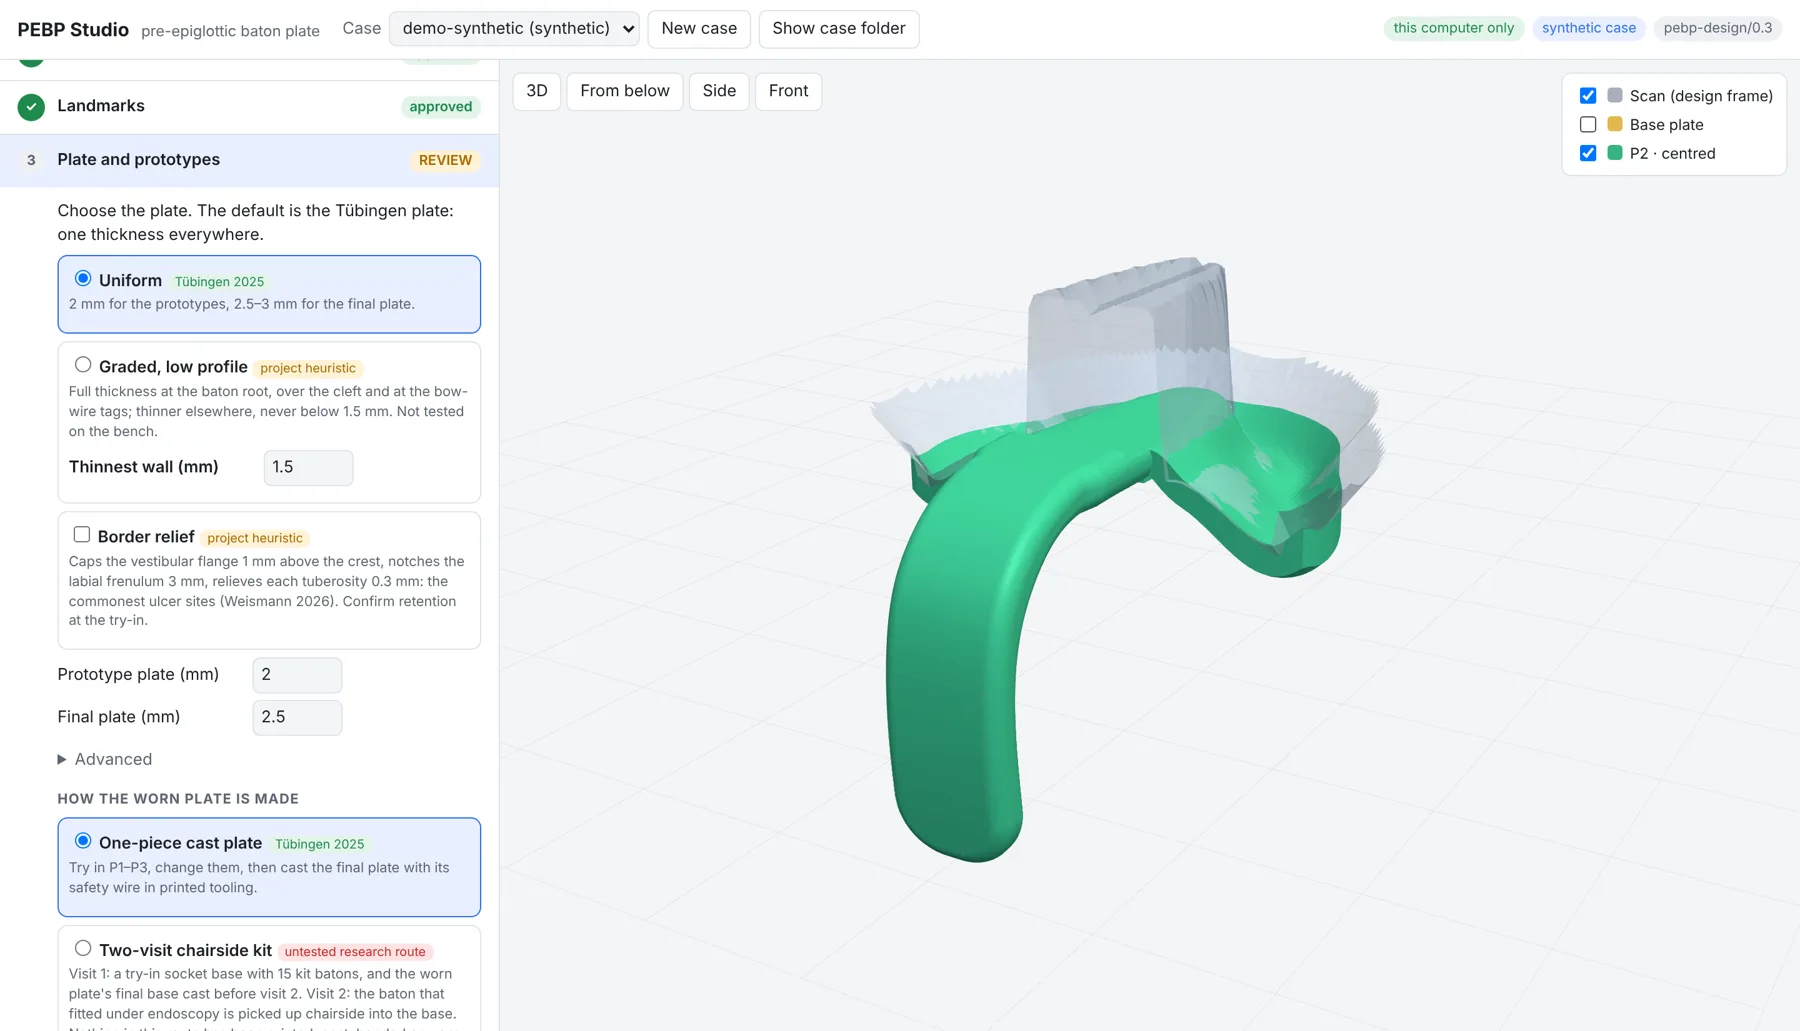 PEBP Studio pre-epiglottic baton plate Case demo-synthetic (synthetic) New case Show case folder this computer only synthetic case pebp-design/0.3
Landmarks approved
3 Plate and prototypes REVIEW
Choose the plate. The default is the Tübingen plate:
one thickness everywhere.
Uniform Tübingen 2025
2 mm for the prototypes, 2.5–3 mm for the final plate.
Graded, low profile project heuristic
Full thickness at the baton root, over the cleft and at the bow-
wire tags; thinner elsewhere, never below 1.5 mm. Not tested
on the bench.
Thinnest wall (mm) 1.5
Border relief project heuristic
Caps the vestibular flange 1 mm above the crest, notches the
labial frenulum 3 mm, relieves each tuberosity 0.3 mm: the
commonest ulcer sites (Weismann 2026). Confirm retention
at the try-in.
Prototype plate (mm) 2
Final plate (mm) 2.5
Advanced
HOW THE WORN PLATE IS MADE
One-piece cast plate Tübingen 2025
Try in P1–P3, change them, then cast the final plate with its
safety wire in printed tooling.
Two-visit chairside kit untested research route
Visit 1: a try-in socket base with 15 kit batons, and the worn
plate's final base cast before visit 2. Visit 2: the baton that
fitted under endoscopy is picked up chairside into the base.
3D From below Side Front
Scan (design frame)
Base plate
P2 · centred